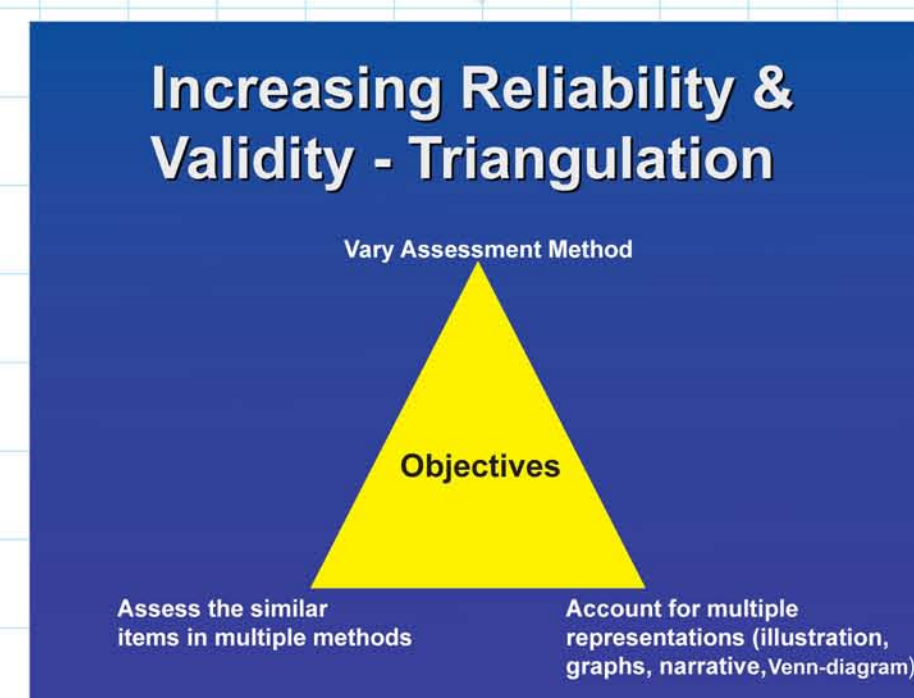 Increasing Reliability &
Validity - Triangulation
Vary Assessment Method
Objectives
Assess the similar
items in multiple methods
Account for multiple
representations (illustration,
graphs, narrative,Venn-diagram)